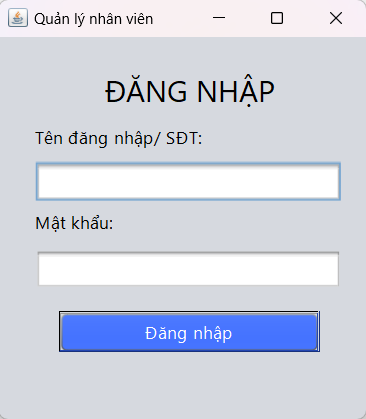 Quản lý nhân viên
ĐĂNG NHẬP
Tên đăng nhập/ SĐT:
Mật khẩu:
Đăng nhập